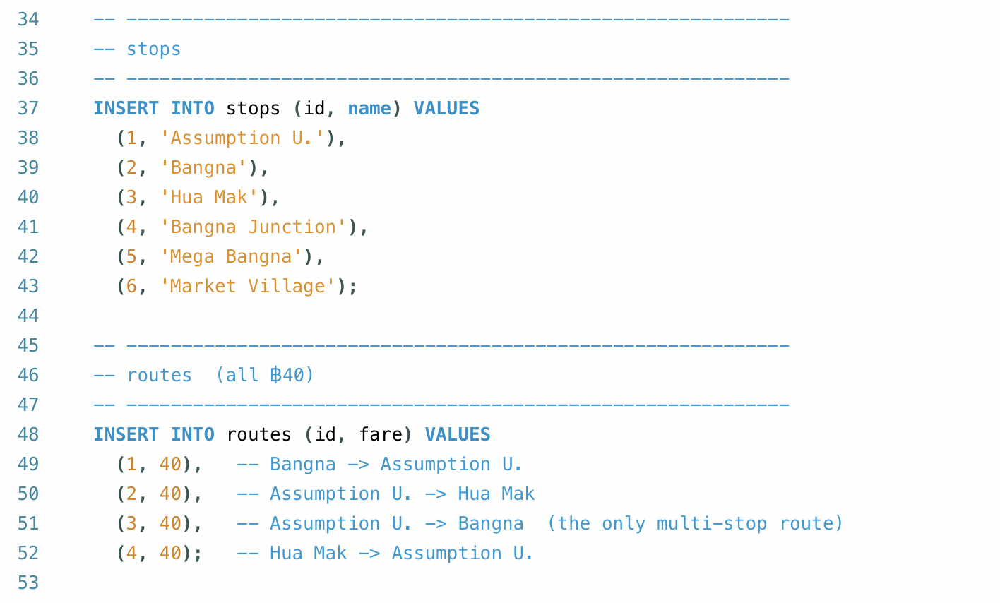 34 -- ------------------------------------------------------------
35 -- stops
36 -- ------------------------------------------------------------
37 INSERT INTO stops (id, name) VALUES
38   (1, 'Assumption U.'),
39   (2, 'Bangna'),
40   (3, 'Hua Mak'),
41   (4, 'Bangna Junction'),
42   (5, 'Mega Bangna'),
43   (6, 'Market Village');
44
45 -- ------------------------------------------------------------
46 -- routes  (all ฿40)
47 -- ------------------------------------------------------------
48 INSERT INTO routes (id, fare) VALUES
49   (1, 40),   -- Bangna -> Assumption U.
50   (2, 40),   -- Assumption U. -> Hua Mak
51   (3, 40),   -- Assumption U. -> Bangna  (the only multi-stop route)
52   (4, 40);   -- Hua Mak -> Assumption U.
53